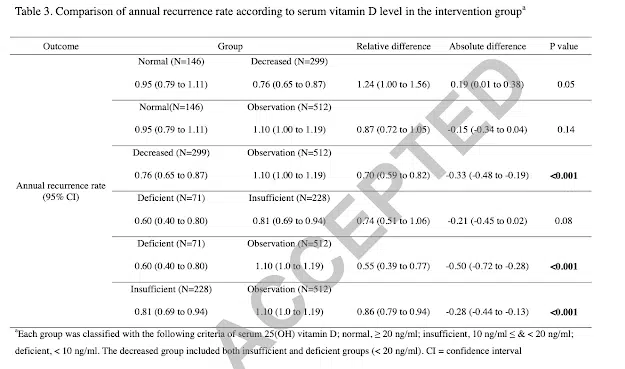 Table 3. Comparison of annual recurrence rate according to serum vitamin D level in the intervention groupᵃ
Outcome Group Relative difference Absolute difference P value
Normal (N=146) Decreased (N=299)
0.95 (0.79 to 1.11) 0.76 (0.65 to 0.87) 1.24 (1.00 to 1.56) 0.19 (0.01 to 0.38) 0.05
Normal(N=146) Observation (N=512)
0.95 (0.79 to 1.11) 1.10 (1.00 to 1.19) 0.87 (0.72 to 1.05) -0.15 (-0.34 to 0.04) 0.14
Decreased (N=299) Observation (N=512)
0.76 (0.65 to 0.87) 1.10 (1.00 to 1.19) 0.70 (0.59 to 0.82) -0.33 (-0.48 to -0.19) <0.001
Annual recurrence rate
(95% CI)
Deficient (N=71) Insufficient (N=228)
0.60 (0.40 to 0.80) 0.81 (0.69 to 0.94) 0.74 (0.51 to 1.06) -0.21 (-0.45 to 0.02) 0.08
Deficient (N=71) Observation (N=512)
0.60 (0.40 to 0.80) 1.10 (1.0 to 1.19) 0.55 (0.39 to 0.77) -0.50 (-0.72 to -0.28) <0.001
Insufficient (N=228) Observation (N=512)
0.81 (0.69 to 0.94) 1.10 (1.0 to 1.19) 0.86 (0.79 to 0.94) -0.28 (-0.44 to -0.13) <0.001
ᵃEach group was classified with the following criteria of serum 25(OH) vitamin D; normal, ≥ 20 ng/ml; insufficient, 10 ng/ml ≤ & < 20 ng/ml;
deficient, < 10 ng/ml. The decreased group included both insufficient and deficient groups (< 20 ng/ml). CI = confidence interval
ACCEPTED